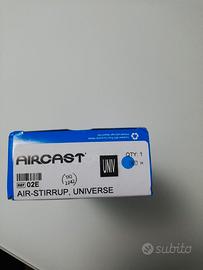 AIRCAST®
UNIV
QTY: 1
REF 02E
AIR-STIRRUP, UNIVERSE
subito